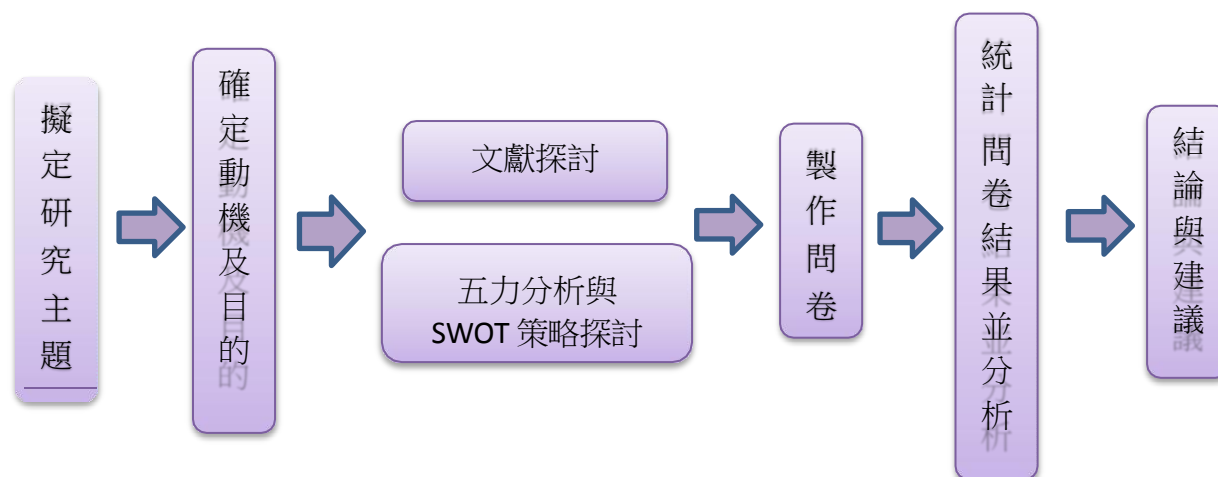 擬定研究主題
確定動機及目的
文獻探討
五力分析與
SWOT 策略探討
製作問卷
統計問卷結果並分析
結論與建議